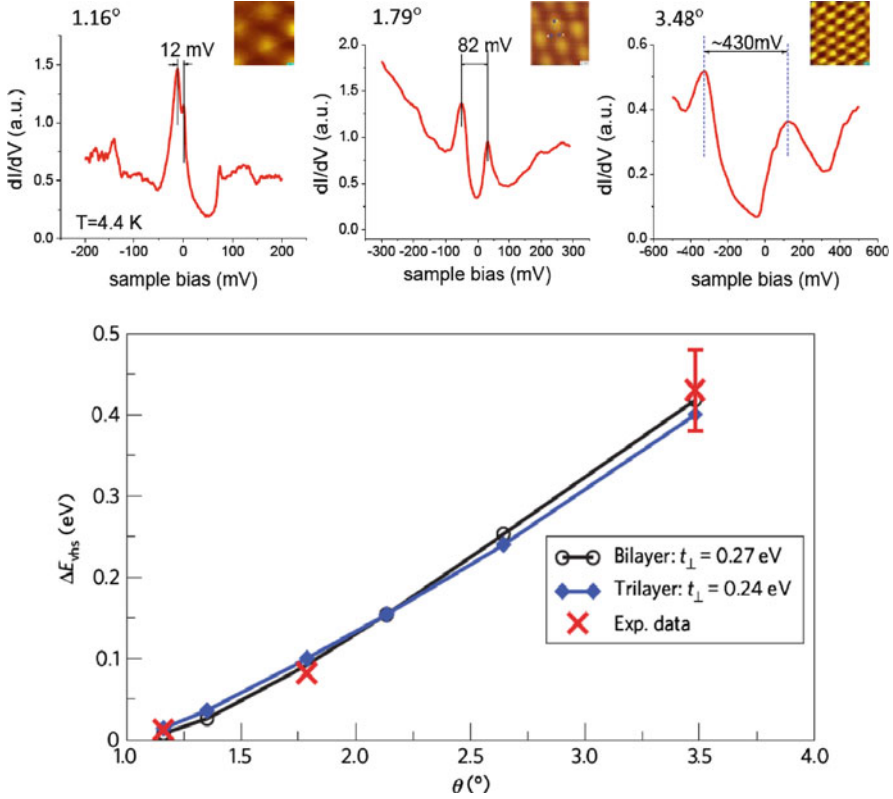 1.16°
12 mV
dI/dV (a.u.)
1.5
1.0
0.5
0.0
T=4.4 K
-200 -100 0 100 200
sample bias (mV)
1.79°
82 mV
dI/dV (a.u.)
2.0
1.5
1.0
0.5
0.0
-300 -200 -100 0 100 200 300
sample bias (mV)
3.48°
~430mV
dI/dV (a.u.)
0.6
0.4
0.2
0.0
-600 -400 -200 0 200 400 600
sample bias (mV)
ΔE_vhs (eV)
0.5
0.4
0.3
0.2
0.1
0
Bilayer: t⊥ = 0.27 eV
Trilayer: t⊥ = 0.24 eV
Exp. data
1.0 1.5 2.0 2.5 3.0 3.5 4.0
θ(°)